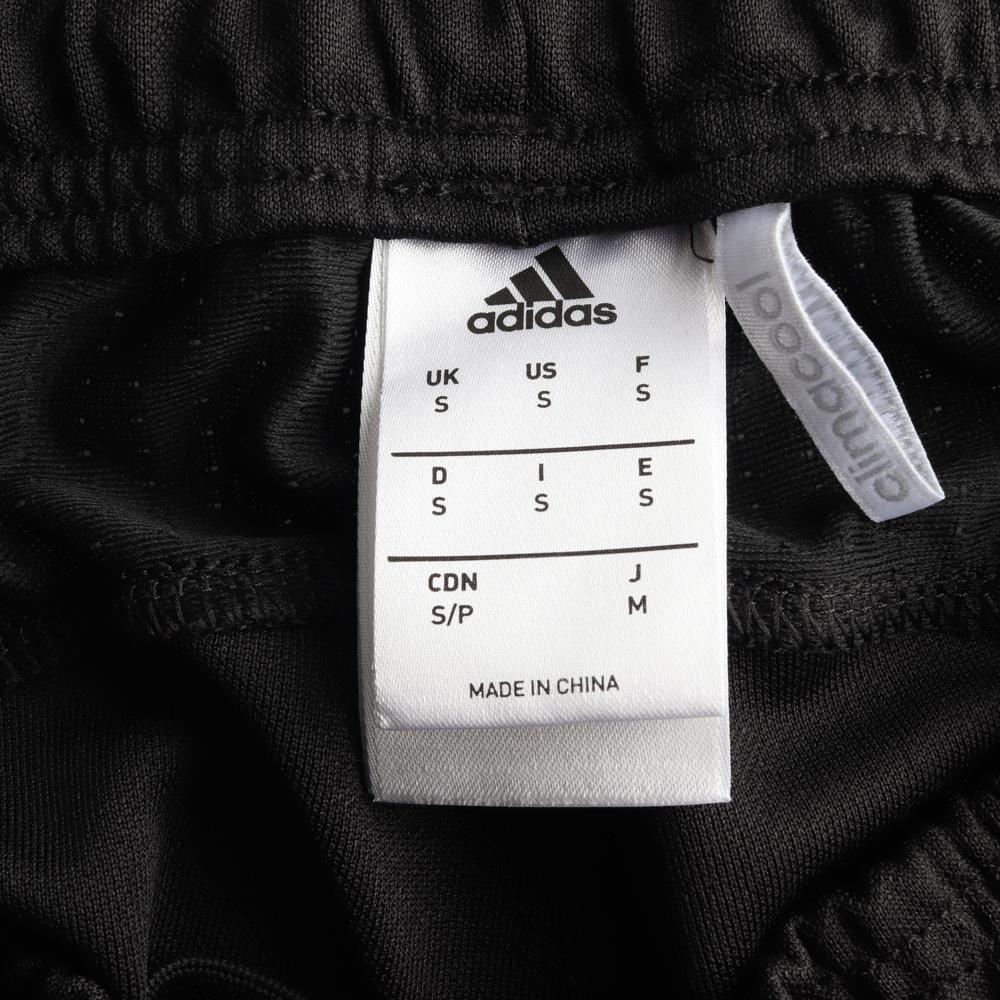 adidas
UK US F
S S S
D I E
S S S
CDN J
S/P M
MADE IN CHINA
climacool